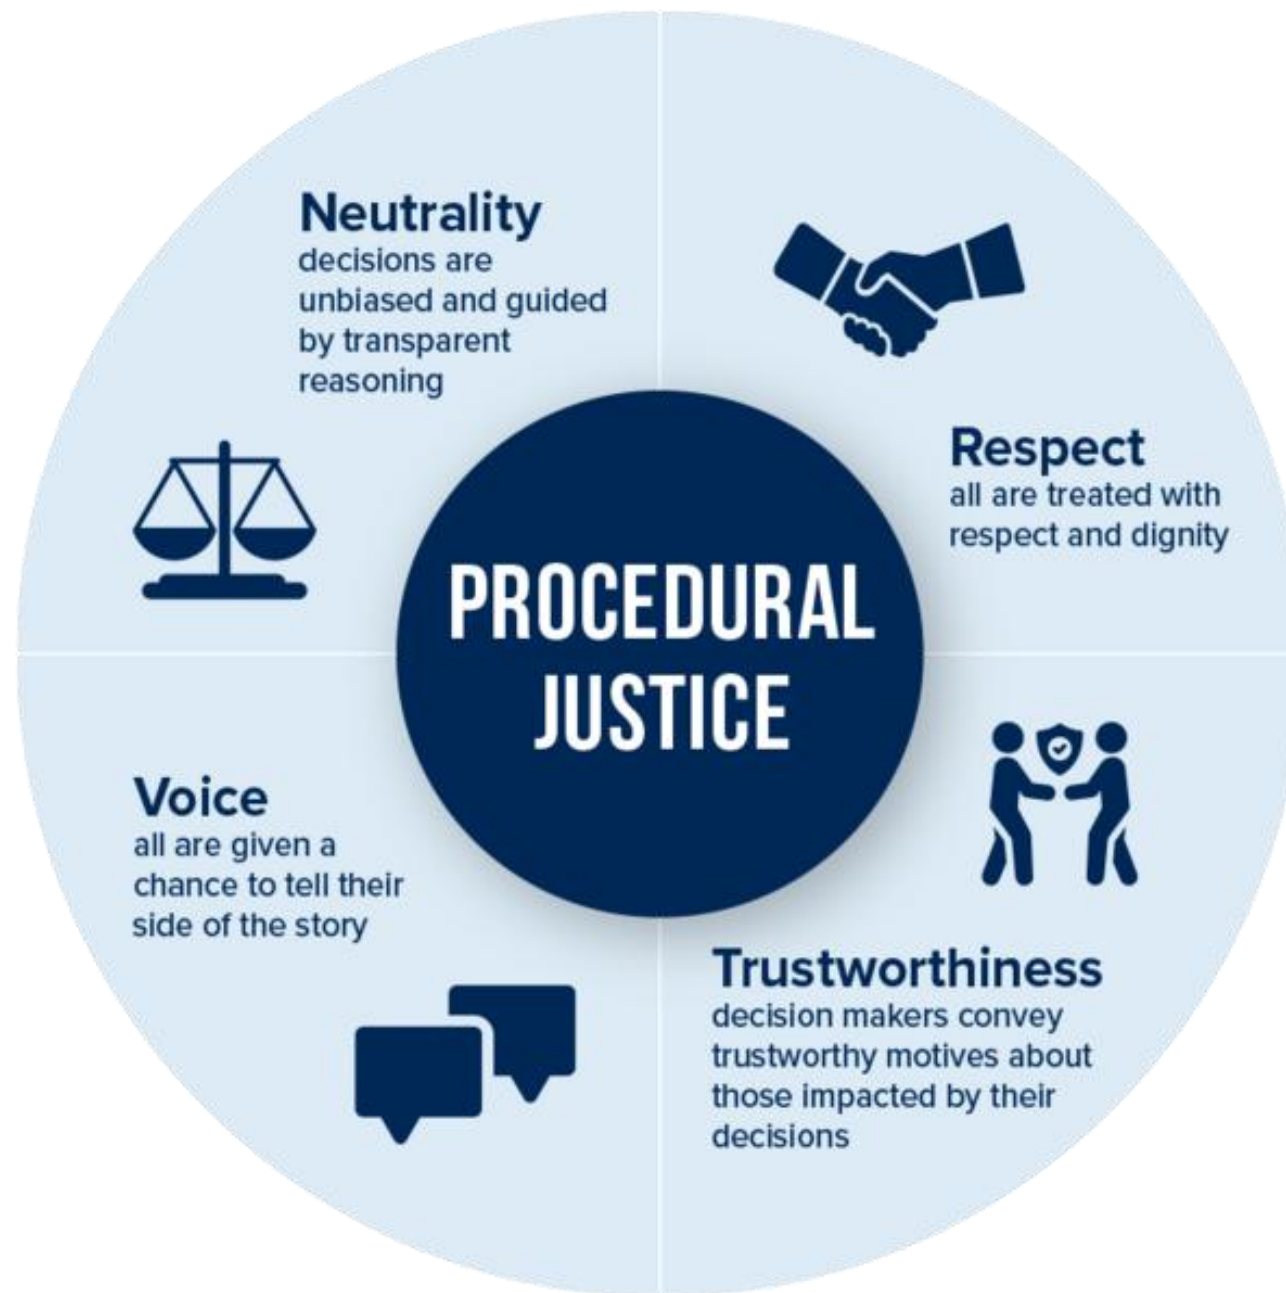 Neutrality
decisions are
unbiased and guided
by transparent
reasoning
Respect
all are treated with
respect and dignity
PROCEDURAL
JUSTICE
Voice
all are given a
chance to tell their
side of the story
Trustworthiness
decision makers convey
trustworthy motives about
those impacted by their
decisions